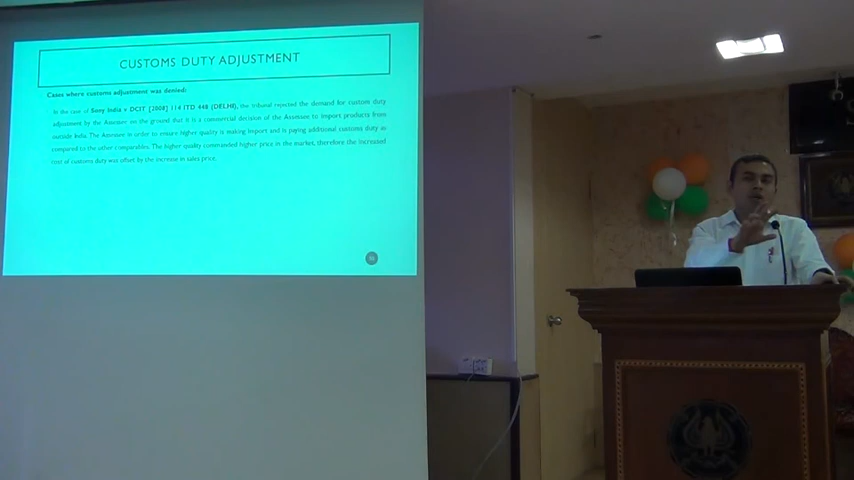 CUSTOMS DUTY ADJUSTMENT
Cases where customs adjustment was denied:
In the case of Sony India v DCIT [2008] 114 ITD 448 (DELHI), the tribunal rejected the demand for custom duty
adjustment by the Assessee on the ground that it is a commercial decision of the Assessee to import products from
outside India. The Assessee in order to ensure higher quality is making import and is paying additional customs duty as
compared to the other comparables. The higher quality commanded higher price in the market, therefore the increased
cost of customs duty was offset by the increase in sales price.